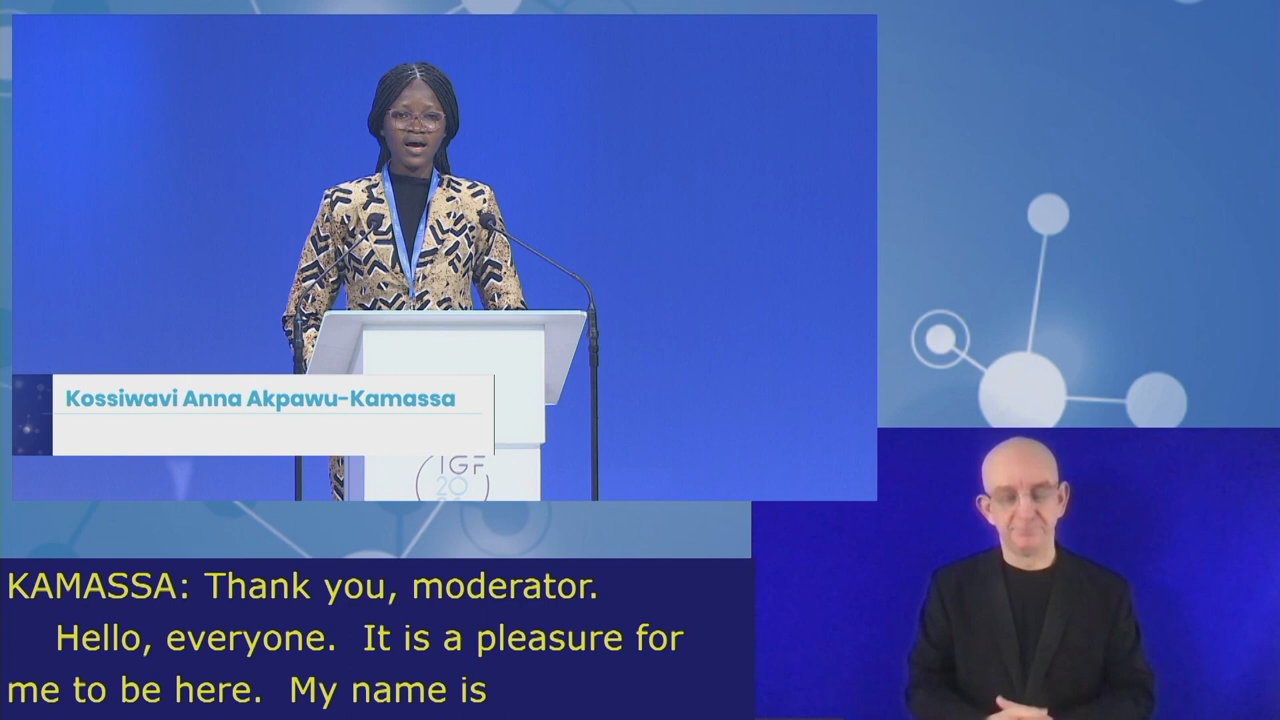 Kossiwavi Anna Akpawu-Kamassa
IGF
20
KAMASSA: Thank you, moderator.
Hello, everyone. It is a pleasure for
me to be here. My name is